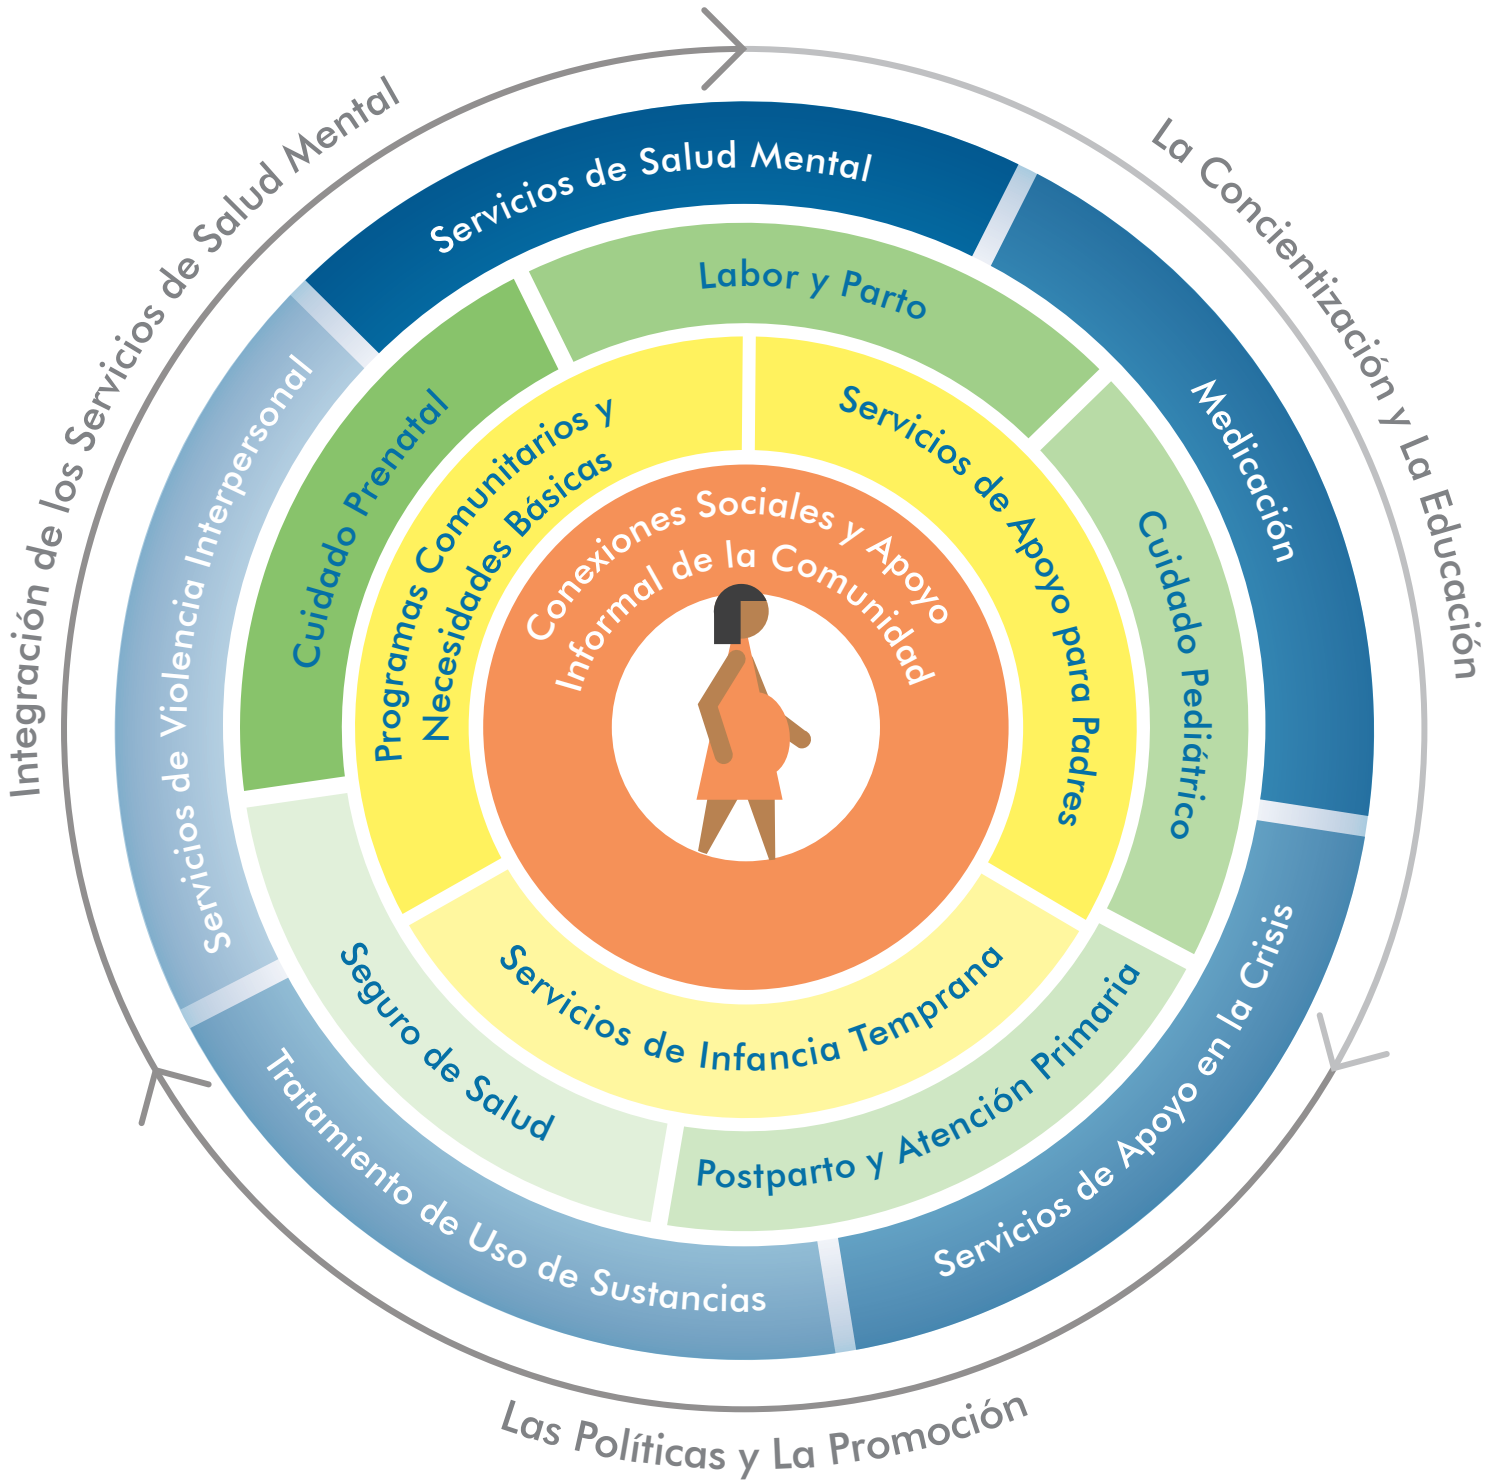 Integración de los Servicios de Salud Mental
La Concientización y La Educación
Las Políticas y La Promoción
Servicios de Salud Mental
Medicación
Servicios de Apoyo en la Crisis
Tratamiento de Uso de Sustancias
Servicios de Violencia Interpersonal
Labor y Parto
Cuidado Pediátrico
Postparto y Atención Primaria
Seguro de Salud
Cuidado Prenatal
Programas Comunitarios y
Necesidades Básicas
Servicios de Apoyo para Padres
Servicios de Infancia Temprana
Conexiones Sociales y Apoyo
Informal de la Comunidad